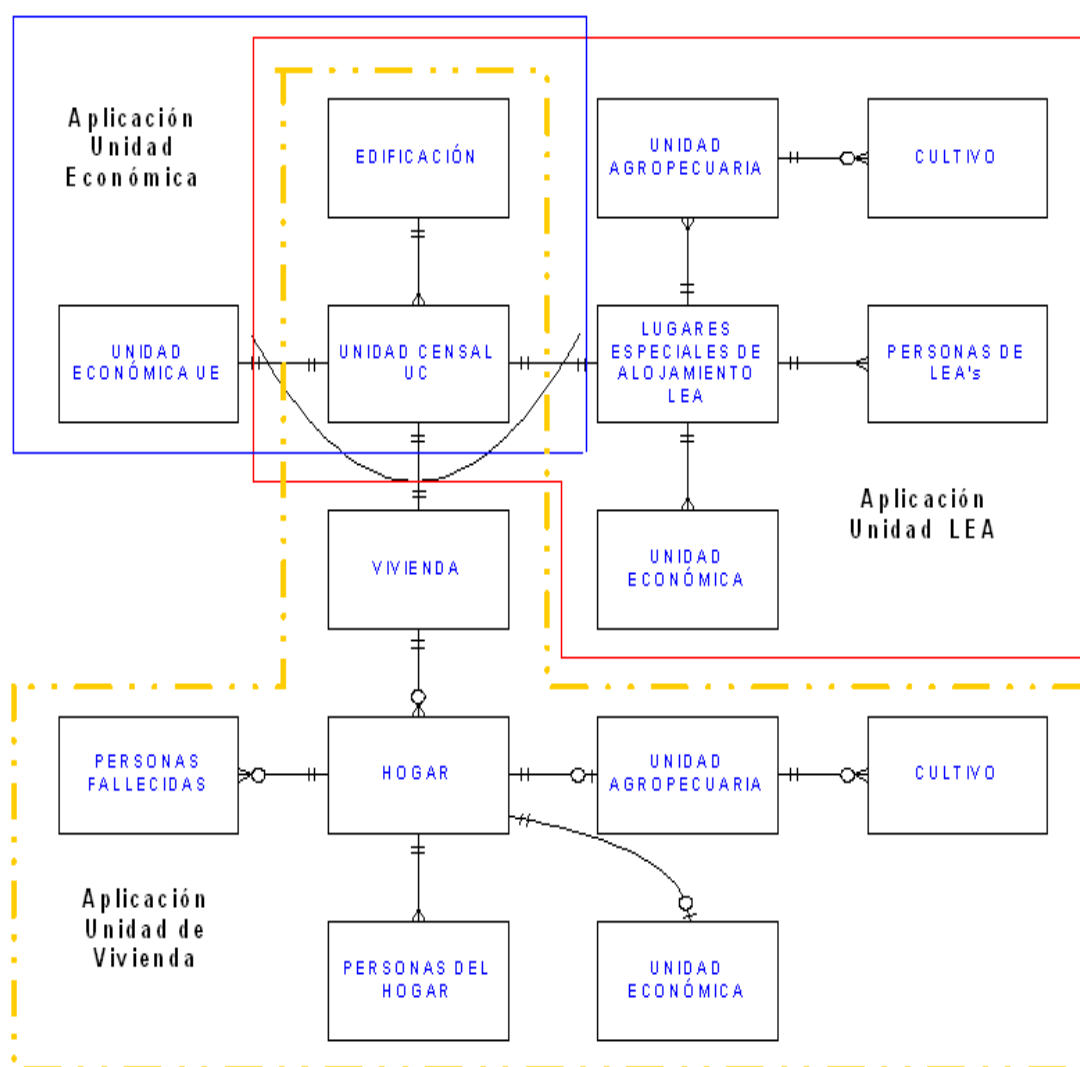 Aplicación
Unidad
Económica
EDIFICACIÓN
UNIDAD
AGROPECUARIA
CULTIVO
UNIDAD
ECONÓMICA UE
UNIDAD CENSAL
UC
LUGARES
ESPECIALES DE
ALOJAMIENTO
LEA
PERSONAS DE
LEA's
Aplicación
Unidad LEA
VIVIENDA
UNIDAD
ECONÓMICA
PERSONAS
FALLECIDAS
HOGAR
UNIDAD
AGROPECUARIA
CULTIVO
Aplicación
Unidad de
Vivienda
PERSONAS DEL
HOGAR
UNIDAD
ECONÓMICA